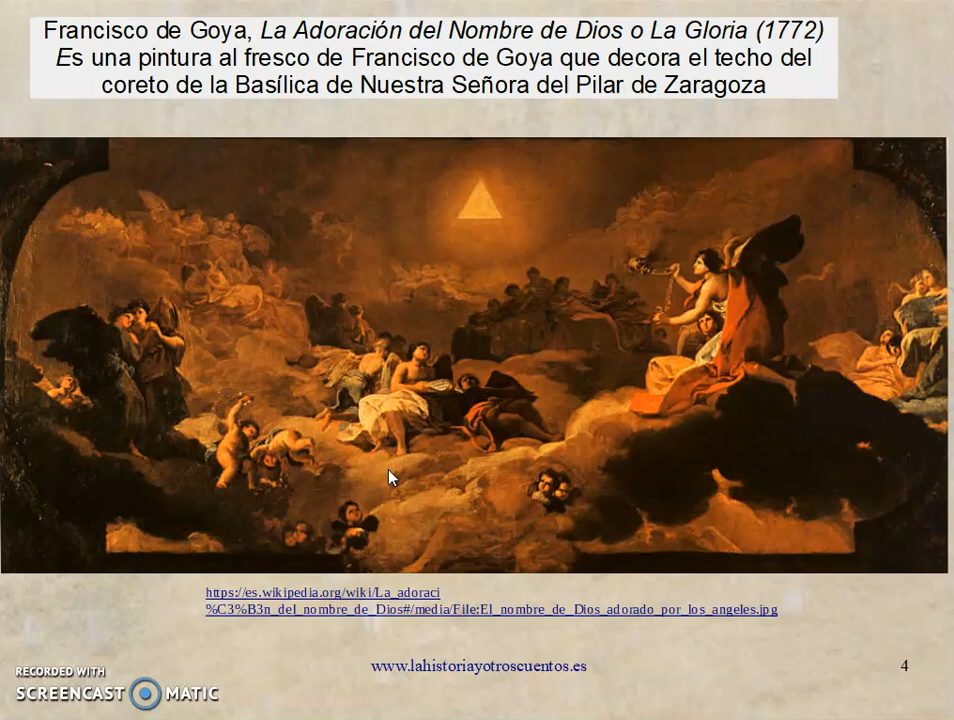 Francisco de Goya, La Adoración del Nombre de Dios o La Gloria (1772)
Es una pintura al fresco de Francisco de Goya que decora el techo del
coreto de la Basílica de Nuestra Señora del Pilar de Zaragoza
https://es.wikipedia.org/wiki/La_adoraci
%C3%B3n_del_nombre_de_Dios#/media/File:El_nombre_de_Dios_adorado_por_los_angeles.jpg
www.lahistoriayotroscuentos.es
4
RECORDED WITH
SCREENCAST MATIC